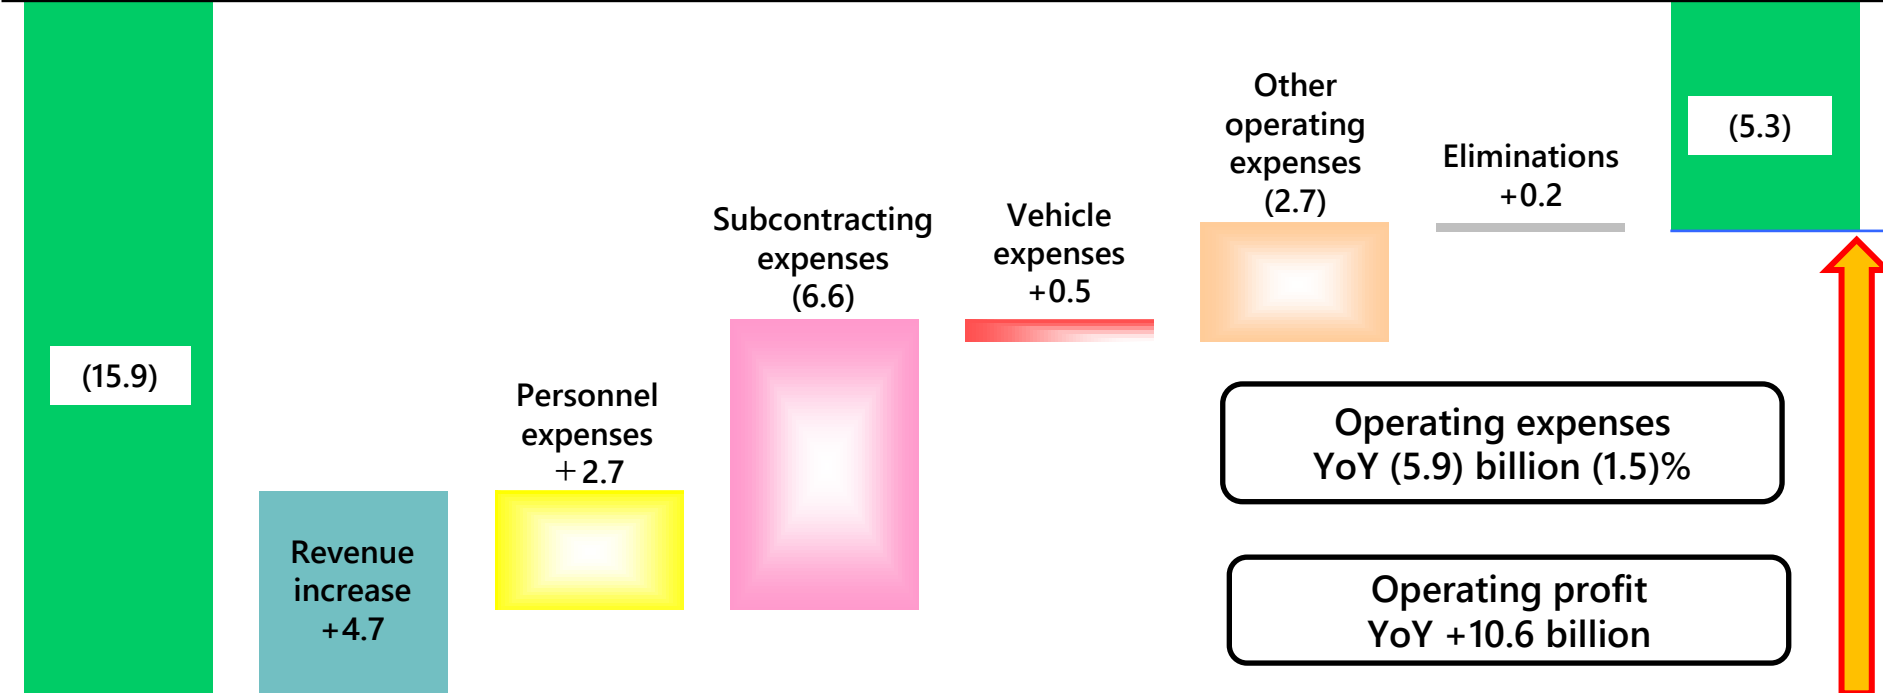 (15.9)
Revenue
increase
+4.7
Personnel
expenses
＋2.7
Subcontracting
expenses
(6.6)
Vehicle
expenses
+0.5
Other
operating
expenses
(2.7)
Eliminations
+0.2
(5.3)
Operating expenses
YoY (5.9) billion (1.5)%
Operating profit
YoY +10.6 billion